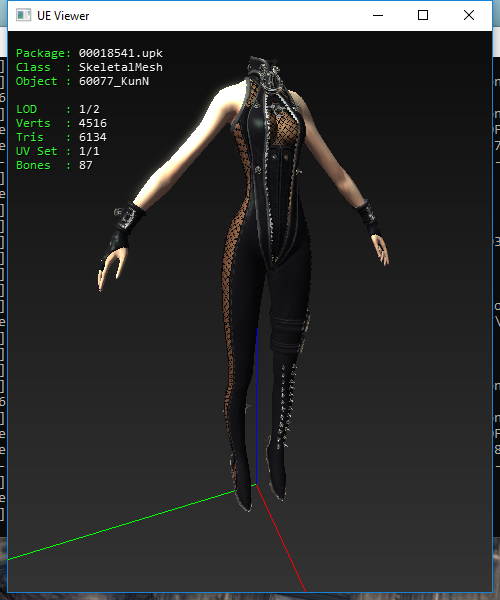 UE Viewer
Package: 00018541.upk
Class : SkeletalMesh
Object : 60077_KunN
LOD : 1/2
Verts : 4516
Tris : 6134
UV Set : 1/1
Bones : 87